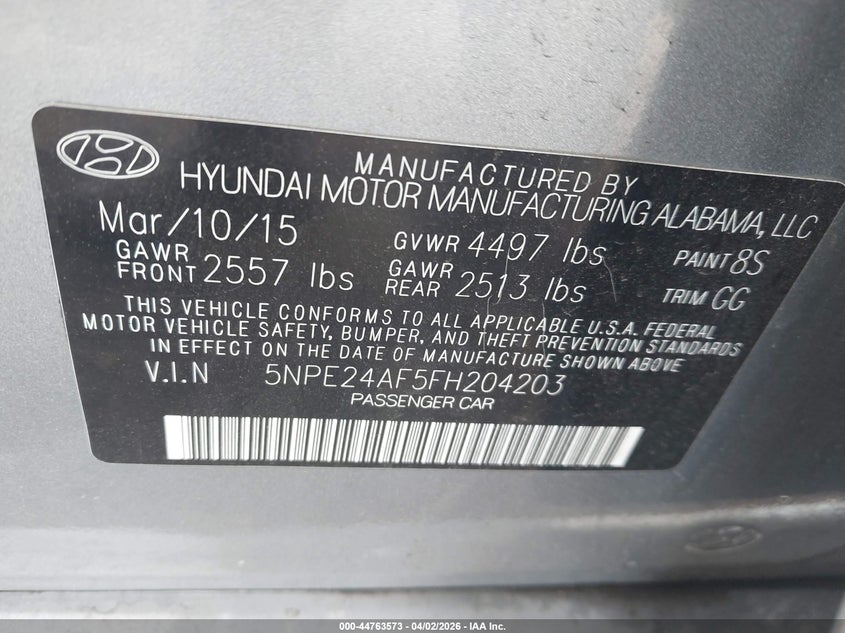 MANUFACTURED BY
HYUNDAI MOTOR MANUFACTURING ALABAMA, LLC
Mar/10/15 GVWR 4497 lbs PAINT 8S
GAWR FRONT 2557 lbs GAWR REAR 2513 lbs TRIM GG
THIS VEHICLE CONFORMS TO ALL APPLICABLE U.S.A. FEDERAL
MOTOR VEHICLE SAFETY, BUMPER, AND THEFT PREVENTION STANDARDS
IN EFFECT ON THE DATE OF MANUFACTURE SHOWN ABOVE
V.I.N 5NPE24AF5FH204203
PASSENGER CAR
000-44763573 | 04/02/2026 | IAA Inc.